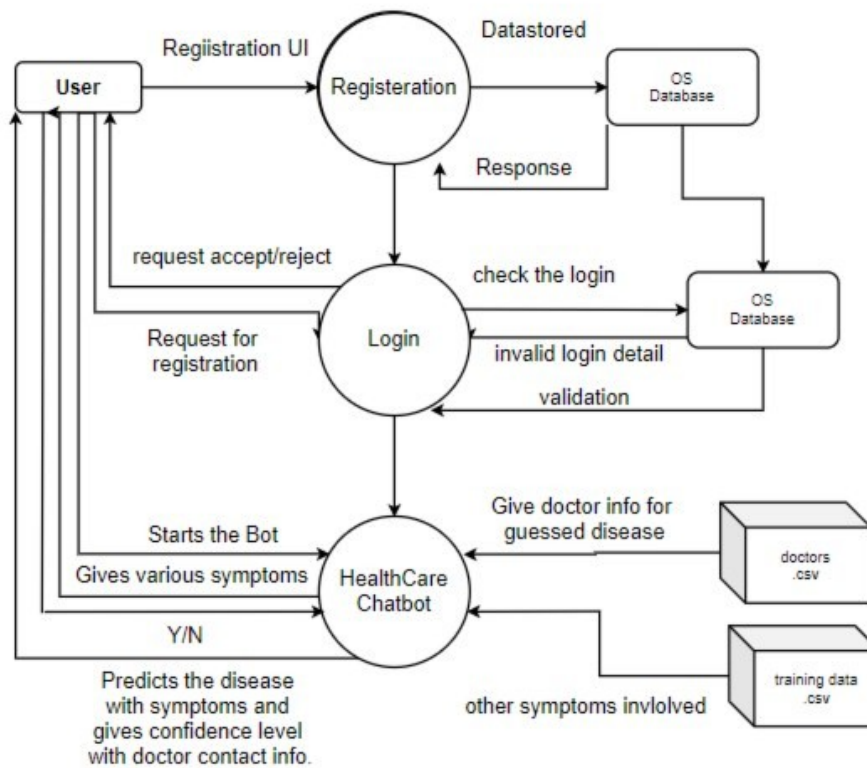 Regiistration UI
Datastored
User
Registeration
OS
Database
Response
request accept/reject
check the login
OS
Database
Login
Request for
registration
invalid login detail
validation
Give doctor info for
guessed disease
Starts the Bot
doctors
.csv
Gives various symptoms
HealthCare
Chatbot
Y/N
Predicts the disease
with symptoms and
gives confidence level
with doctor contact info.
other symptoms invlolved
training data
.csv